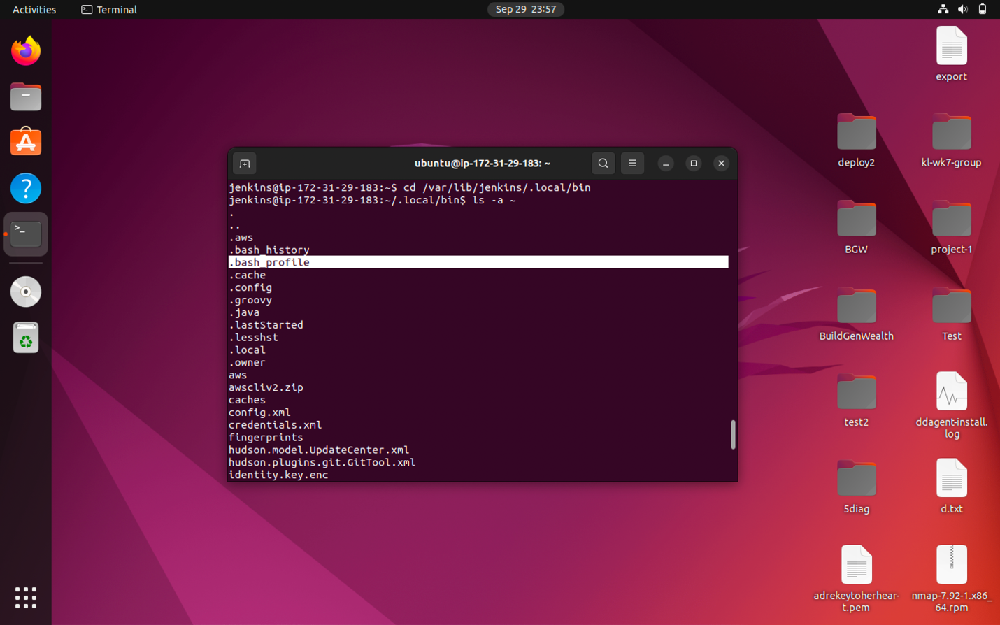 Activities
Terminal
Sep 29 23:57
ubuntu@ip-172-31-29-183: ~
jenkins@ip-172-31-29-183:~$ cd /var/lib/jenkins/.local/bin
jenkins@ip-172-31-29-183:~/.local/bin$ ls -a ~
.
..
.aws
.bash_history
.bash_profile
.cache
.config
.groovy
.java
.lastStarted
.lesshst
.local
.owner
aws
awscliv2.zip
caches
config.xml
credentials.xml
fingerprints
hudson.model.UpdateCenter.xml
hudson.plugins.git.GitTool.xml
identity.key.enc
export
deploy2
kl-wk7-group
BGW
project-1
BuildGenWealth
Test
test2
ddagent-install.
log
5diag
d.txt
adrekeytoherhear-
t.pem
nmap-7.92-1.x86_
64.rpm